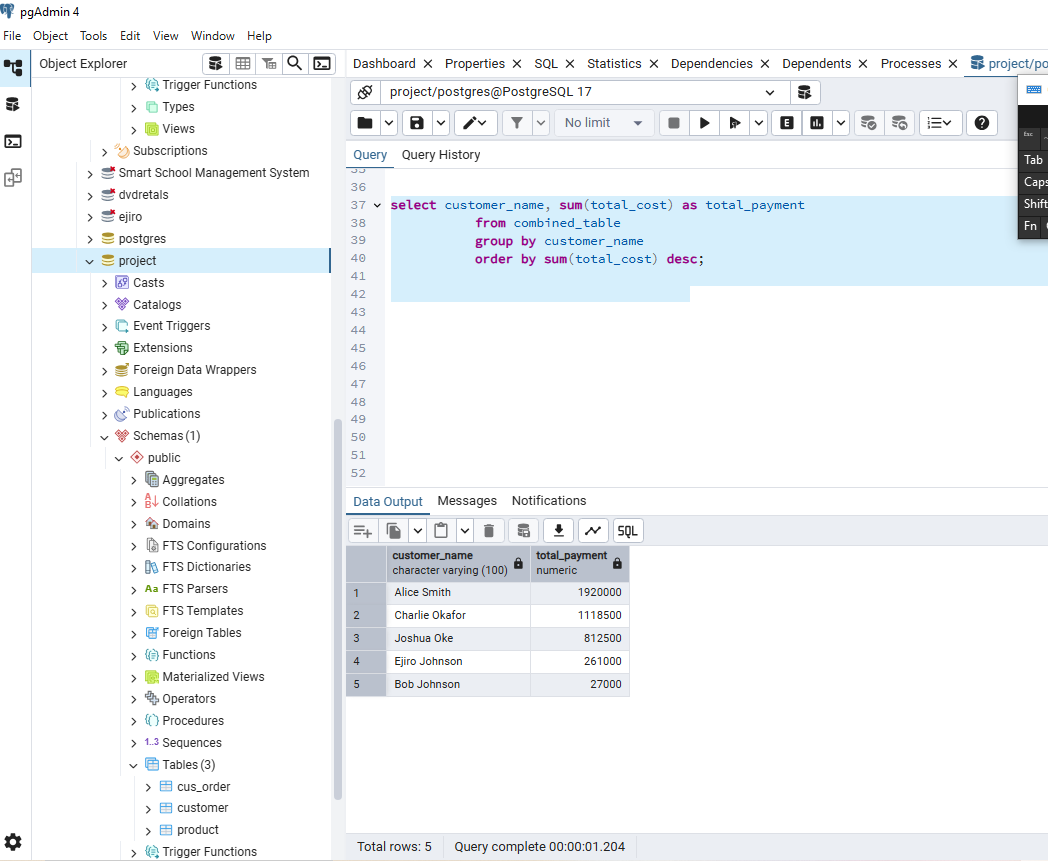 pgAdmin 4
File Object Tools Edit View Window Help
Object Explorer
Trigger Functions
Types
Views
Subscriptions
Smart School Management System
dvdretals
ejiro
postgres
project
Casts
Catalogs
Event Triggers
Extensions
Foreign Data Wrappers
Languages
Publications
Schemas (1)
public
Aggregates
Collations
Domains
FTS Configurations
FTS Dictionaries
Aa FTS Parsers
FTS Templates
Foreign Tables
Functions
Materialized Views
Operators
Procedures
1..3 Sequences
Tables (3)
cus_order
customer
product
Trigger Functions
Dashboard Properties SQL Statistics Dependencies Dependents Processes project/po
project/postgres@PostgreSQL 17
No limit E
Query Query History
35
36
37 select customer_name, sum(total_cost) as total_payment
38 from combined_table
39 group by customer_name
40 order by sum(total_cost) desc;
41
42
43
44
45
46
47
48
49
50
51
52
Esc
Tab
Caps
Shift
Fn
Data Output Messages Notifications
SQL
customer_name total_payment
character varying (100) numeric
1 Alice Smith 1920000
2 Charlie Okafor 1118500
3 Joshua Oke 812500
4 Ejiro Johnson 261000
5 Bob Johnson 27000
Total rows: 5 Query complete 00:00:01.204